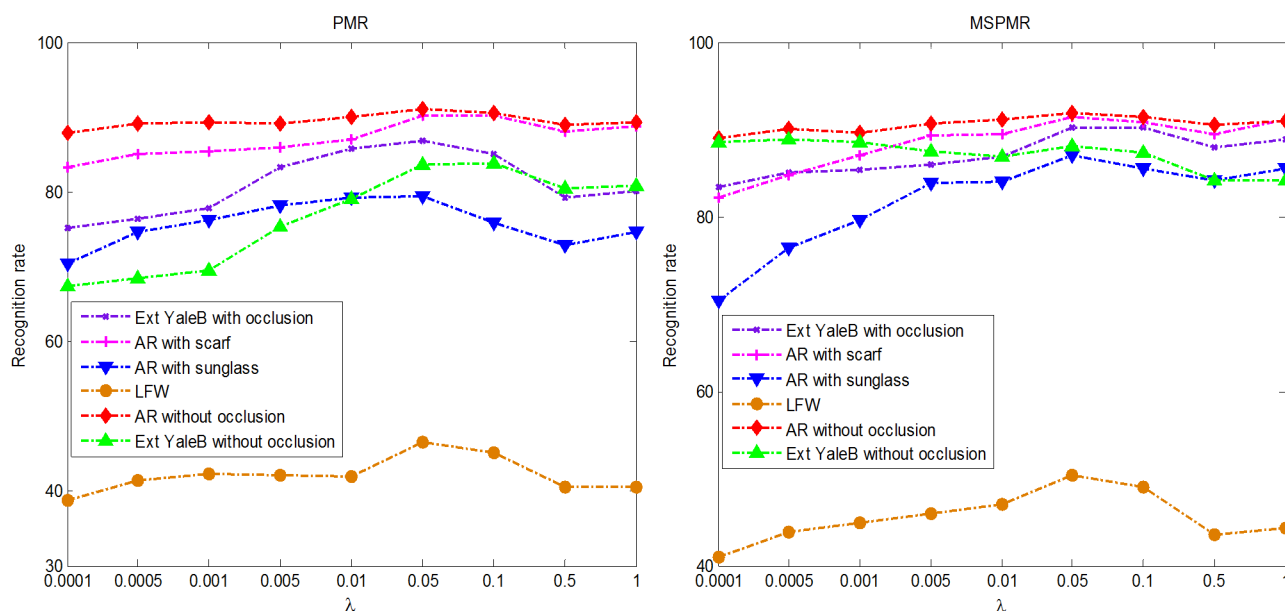 PMR
100
80
60
40
30
Recognition rate
Ext YaleB with occlusion
AR with scarf
AR with sunglass
LFW
AR without occlusion
Ext YaleB without occlusion
0.0001 0.0005 0.001 0.005 0.01 0.05 0.1 0.5 1
λ
MSPMR
100
80
60
40
Recognition rate
Ext YaleB with occlusion
AR with scarf
AR with sunglass
LFW
AR without occlusion
Ext YaleB without occlusion
0.0001 0.0005 0.001 0.005 0.01 0.05 0.1 0.5 1
λ